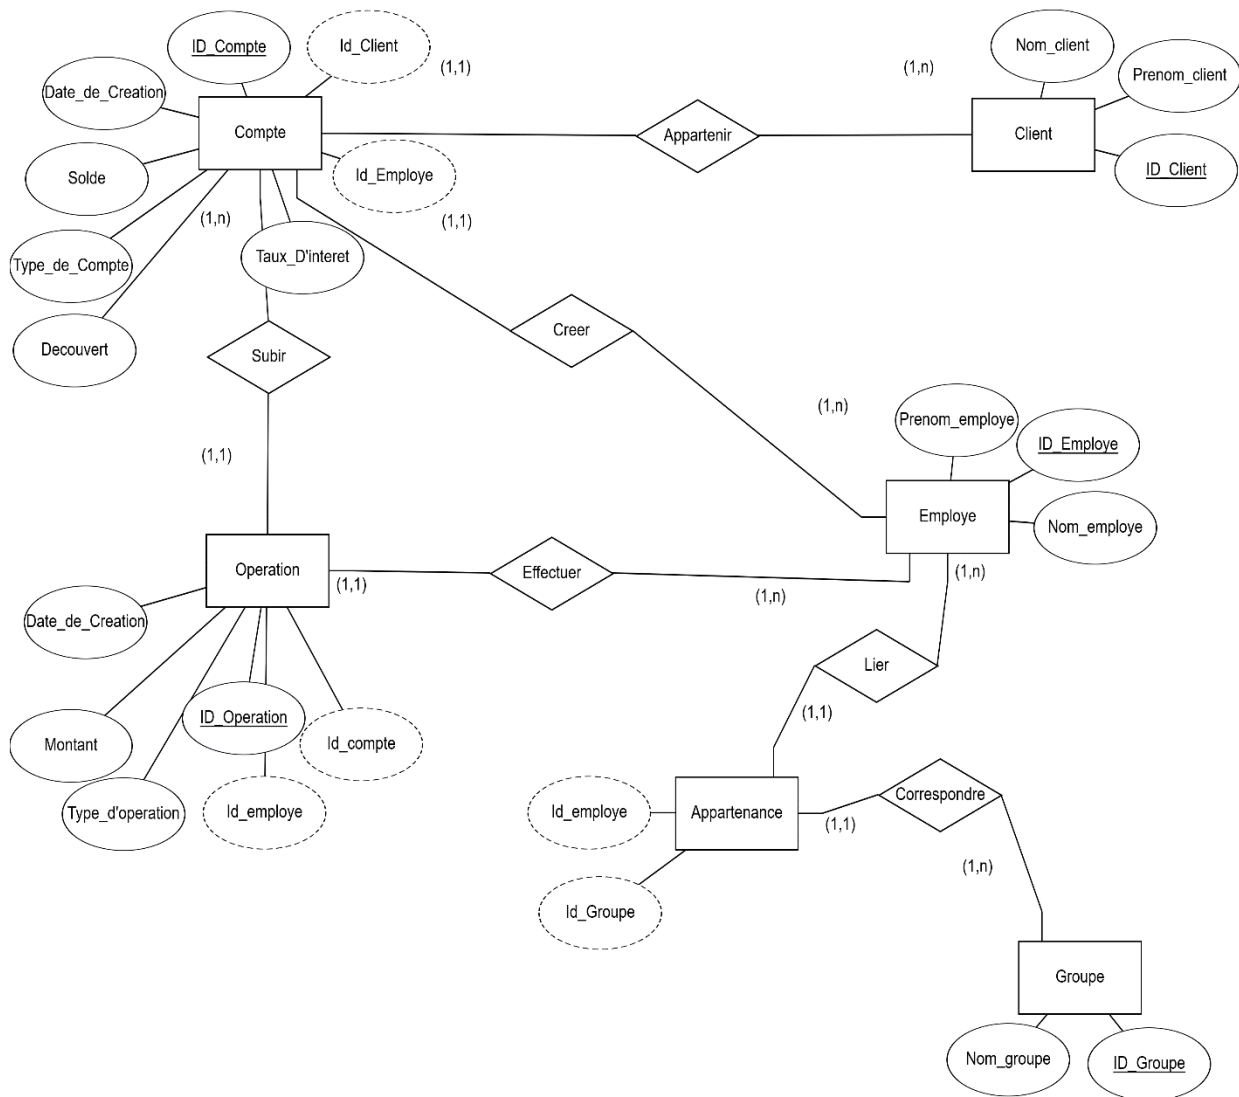 ID_Compte
Id_Client
(1,1)
(1,n)
Nom_client
Prenom_client
Date_de_Creation
Compte
Appartenir
Client
Solde
Id_Employe
ID_Client
(1,n)
(1,1)
Type_de_Compte
Taux_D'interet
Decouvert
Subir
Creer
(1,n)
Prenom_employe
ID_Employe
(1,1)
Employe
Nom_employe
Operation
(1,1)
Effectuer
(1,n)
(1,n)
Date_de_Creation
Lier
(1,1)
Montant
ID_Operation
Id_compte
Type_d'operation
Id_employe
Id_employe
Appartenance
(1,1)
Correspondre
(1,n)
Id_Groupe
Groupe
Nom_groupe
ID_Groupe